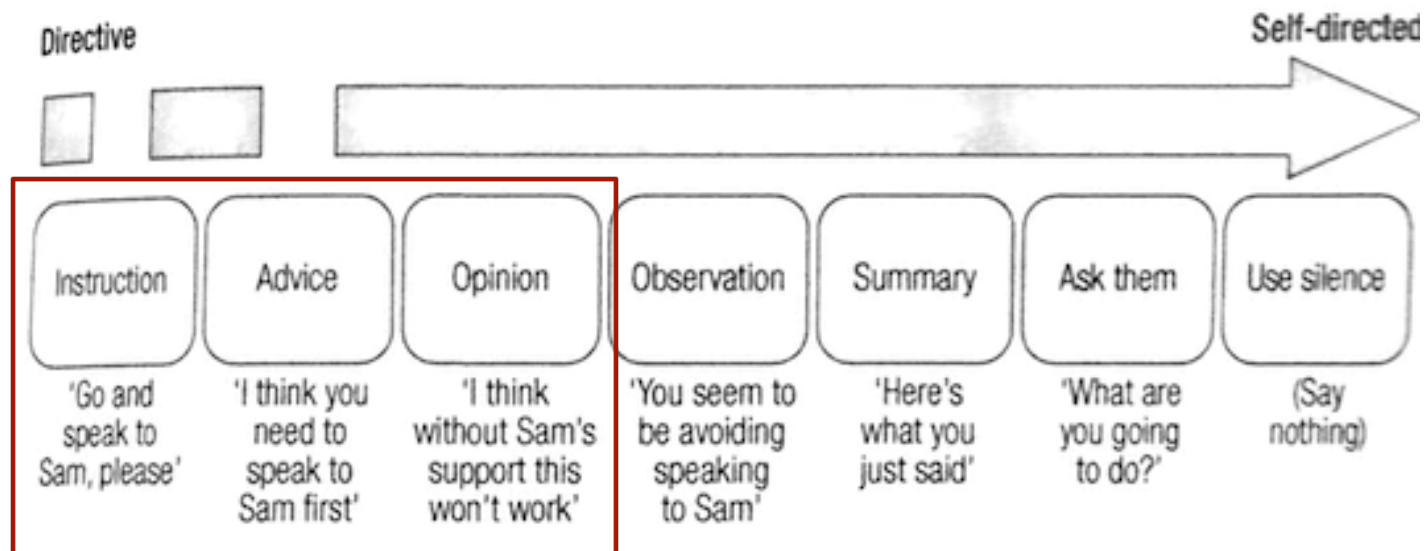 Directive
Self-directed
Instruction
Advice
Opinion
Observation
Summary
Ask them
Use silence
'Go and
speak to
Sam, please'
'I think you
need to
speak to
Sam first'
'I think
without Sam's
support this
won't work'
'You seem to
be avoiding
speaking
to Sam'
'Here's
what you
just said'
'What are
you going
to do?'
(Say
nothing)